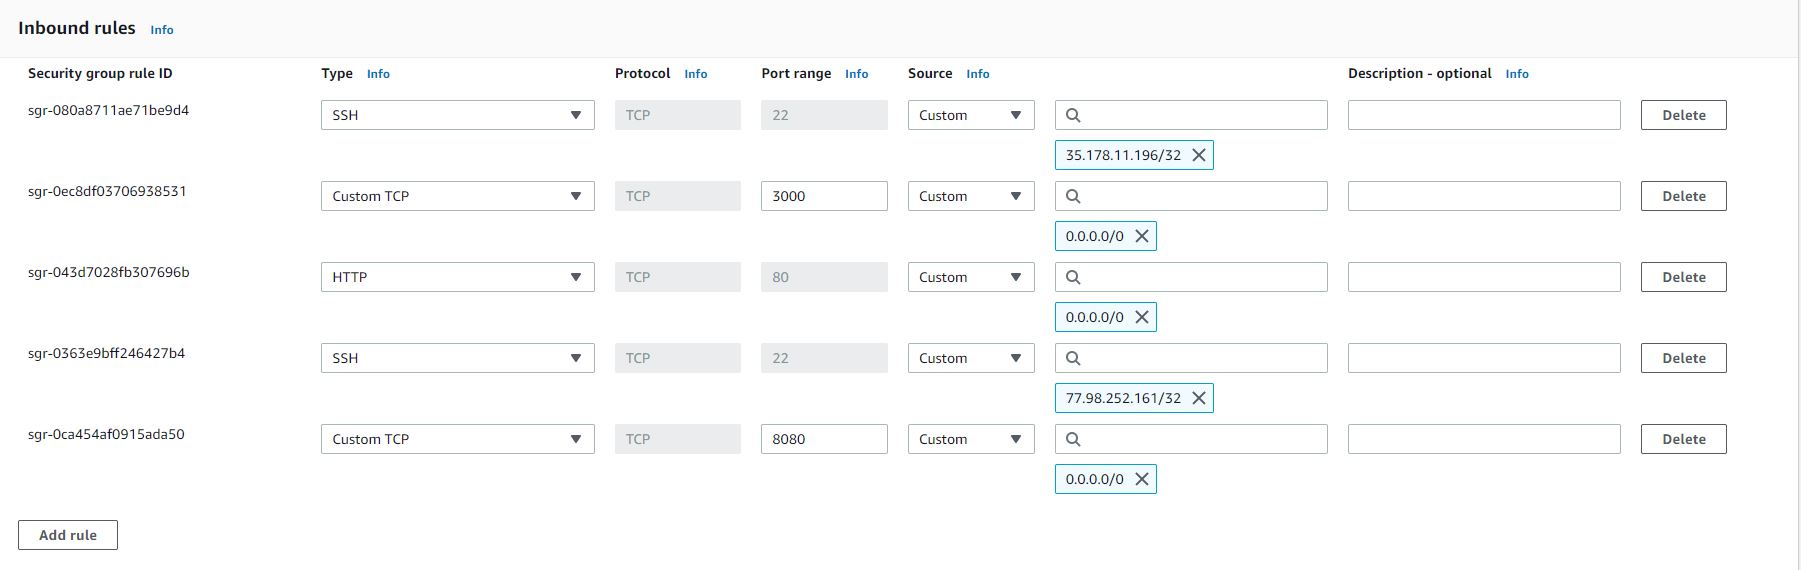 Inbound rules Info
Security group rule ID Type Info Protocol Info Port range Info Source Info Description - optional Info
sgr-080a8711ae71be9d4 SSH TCP 22 Custom Delete
35.178.11.196/32
sgr-0ec8df03706938531 Custom TCP TCP 3000 Custom Delete
0.0.0.0/0
sgr-043d7028fb307696b HTTP TCP 80 Custom Delete
0.0.0.0/0
sgr-0363e9bff246427b4 SSH TCP 22 Custom Delete
77.98.252.161/32
sgr-0ca454af0915ada50 Custom TCP TCP 8080 Custom Delete
0.0.0.0/0
Add rule